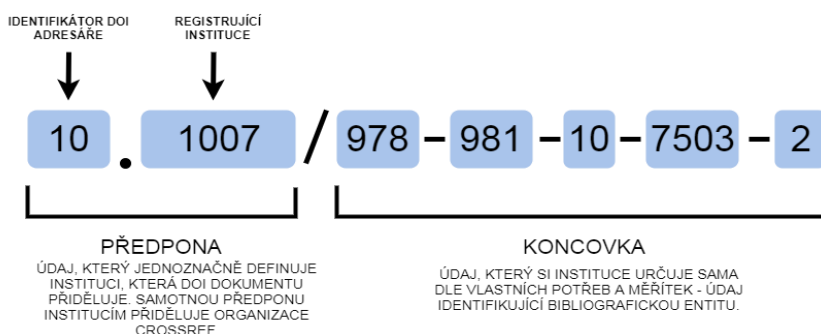 IDENTIFIKÁTOR DOI
ADRESÁŘE
REGISTRUJÍCÍ
INSTITUCE
10 . 1007 / 978 - 981 - 10 - 7503 - 2
PŘEDPONA
ÚDAJ, KTERÝ JEDNOZNAČNĚ DEFINUJE
INSTITUCI, KTERÁ DOI DOKUMENTU
PŘIDĚLUJE. SAMOTNOU PŘEDPONU
INSTITUCÍM PŘIDĚLUJE ORGANIZACE
CROSSREF
KONCOVKA
ÚDAJ, KTERÝ SI INSTITUCE URČUJE SAMA
DLE VLASTNÍCH POTŘEB A MĚŘÍTEK - ÚDAJ
IDENTIFIKUJÍCÍ BIBLIOGRAFICKOU ENTITU.